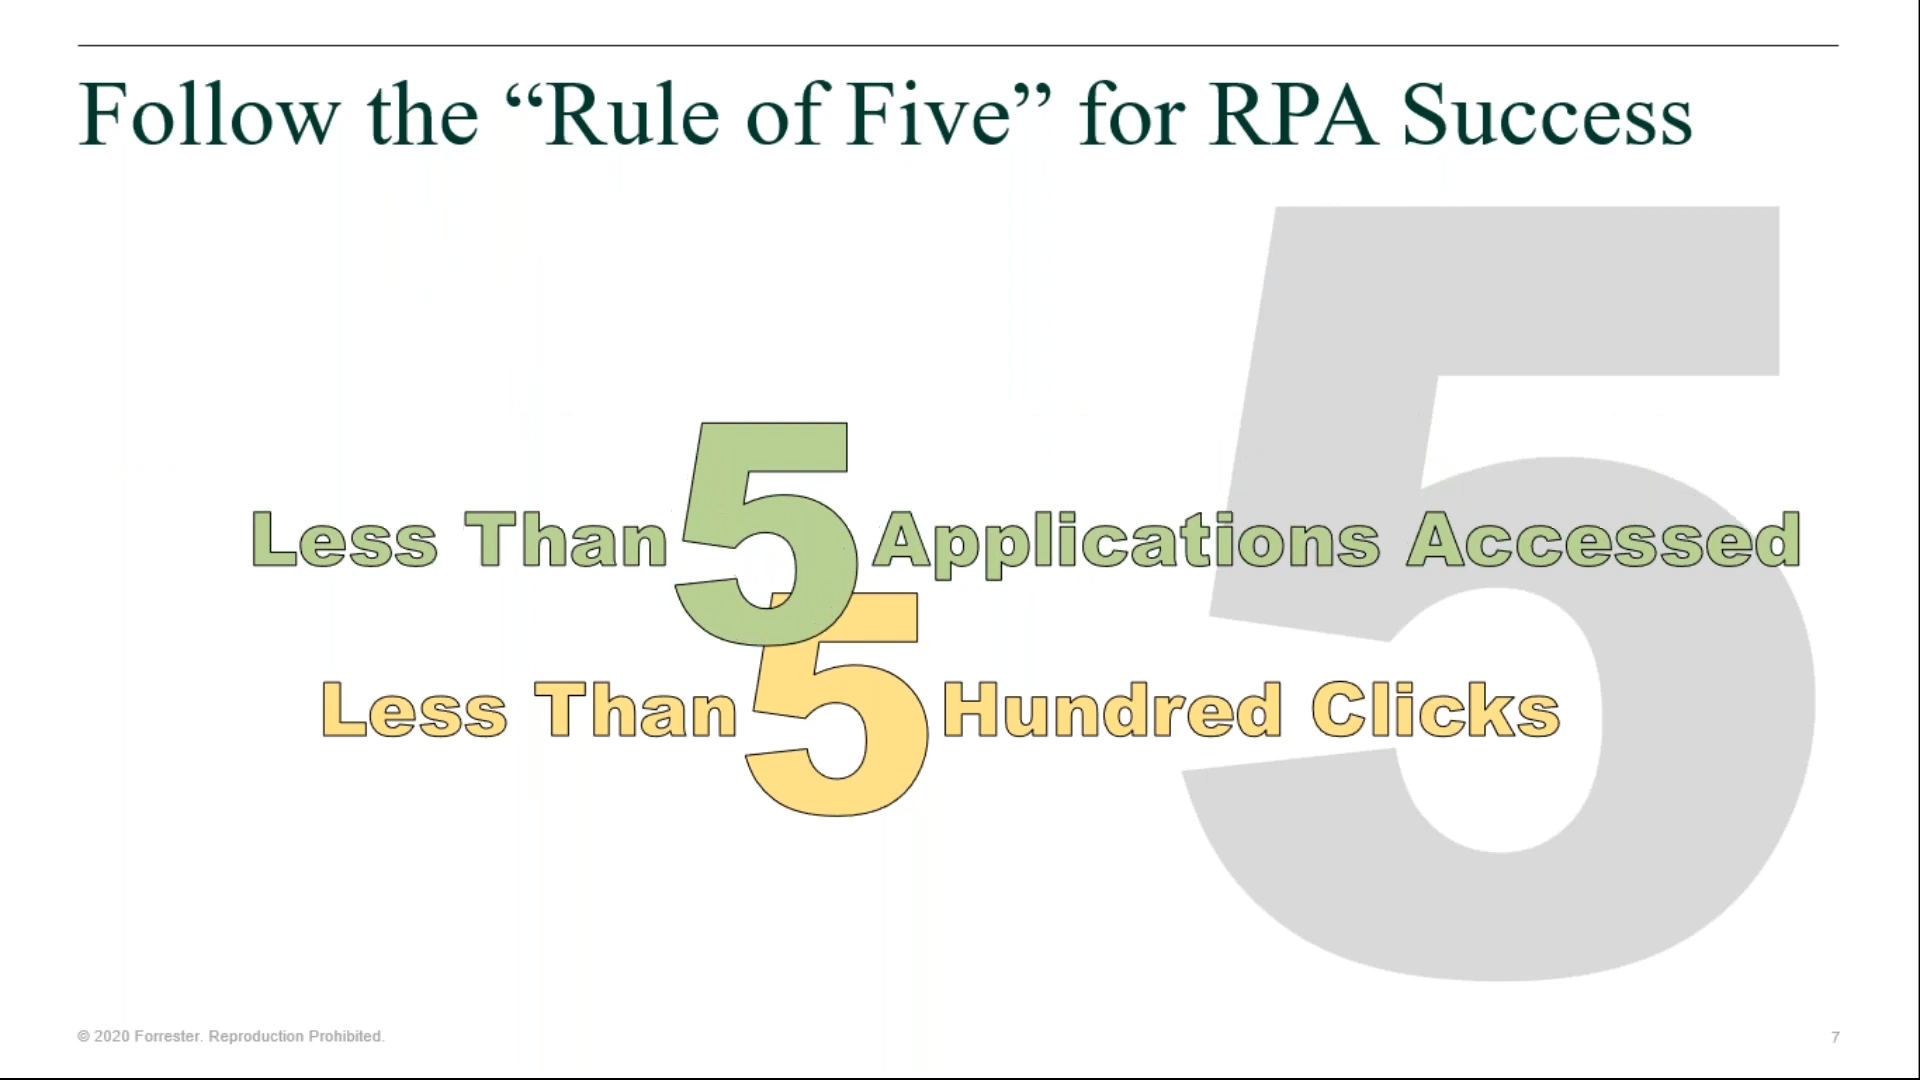 Follow the “Rule of Five” for RPA Success
5
Less Than 5 Applications Accessed
Less Than 5 Hundred Clicks
© 2020 Forrester. Reproduction Prohibited.
7